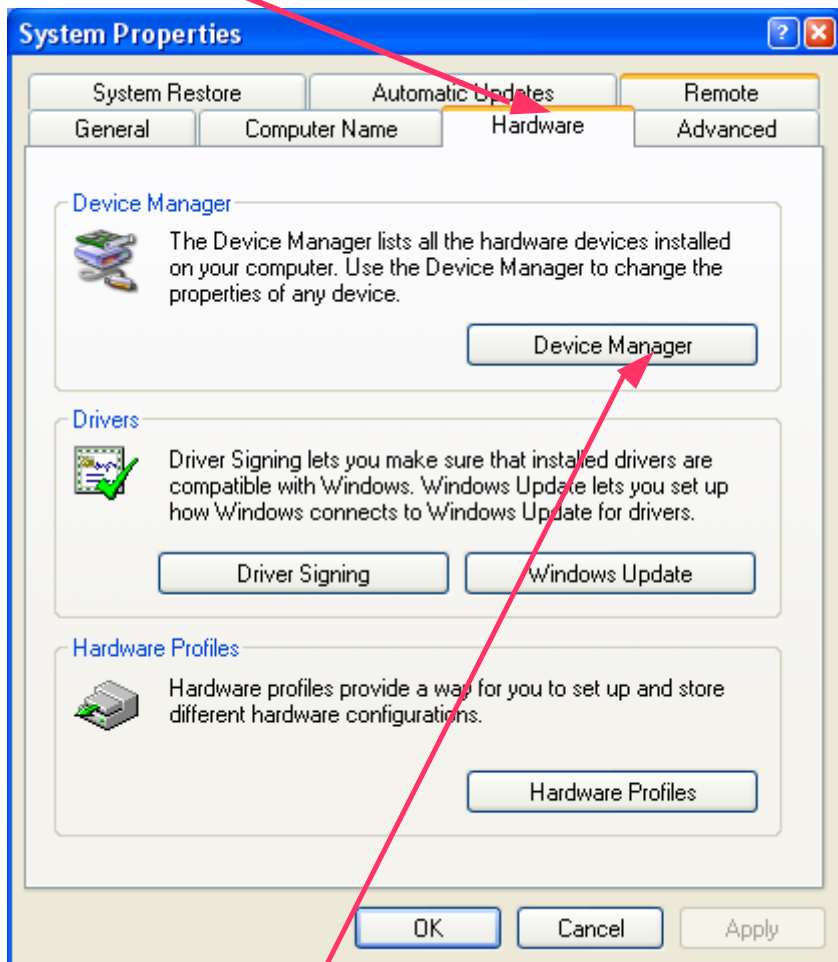 System Properties
System Restore Automatic Updates Remote
General Computer Name Hardware Advanced
Device Manager
The Device Manager lists all the hardware devices installed
on your computer. Use the Device Manager to change the
properties of any device.
Device Manager
Drivers
Driver Signing lets you make sure that installed drivers are
compatible with Windows. Windows Update lets you set up
how Windows connects to Windows Update for drivers.
Driver Signing Windows Update
Hardware Profiles
Hardware profiles provide a way for you to set up and store
different hardware configurations.
Hardware Profiles
OK Cancel Apply